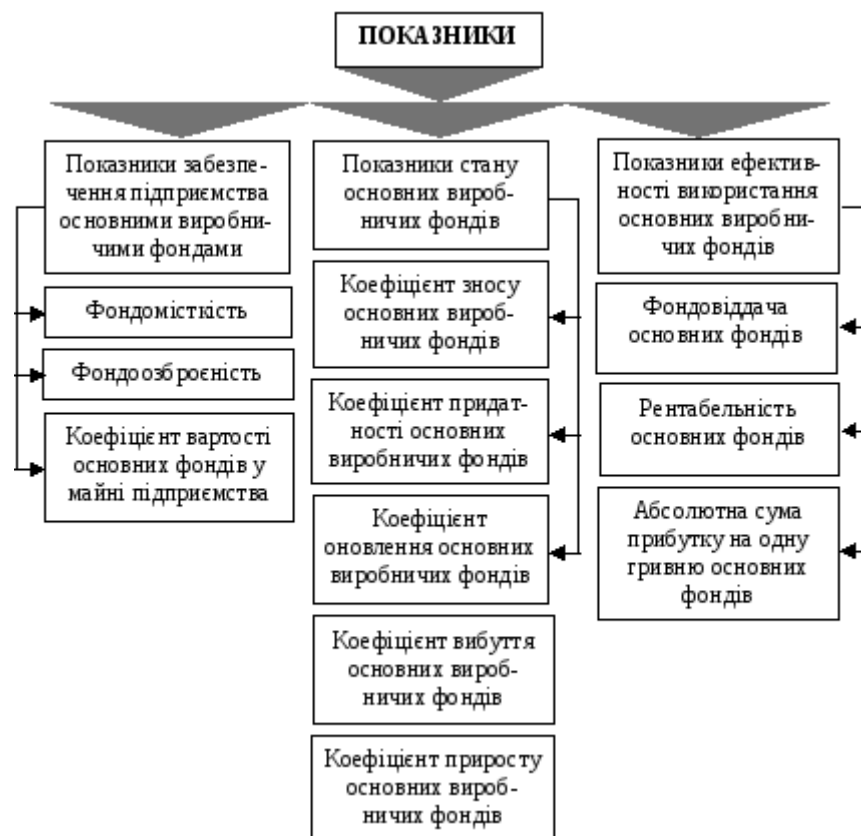 ПОКАЗНИКИ
Показники забезпе-
чення підприємства
основними виробни-
чими фондами
Фондомісткість
Фондоозброєність
Коефіцієнт вартості
основних фондів у
майні підприємства
Показники стану
основних вироб-
ничих фондів
Коефіцієнт зносу
основних вироб-
ничих фондів
Коефіцієнт придат-
ності основних
виробничих фондів
Коефіцієнт
оновлення основних
виробничих фондів
Коефіцієнт вибуття
основних вироб-
ничих фондів
Коефіцієнт приросту
основних вироб-
ничих фондів
Показники ефектив-
ності використання
основних виробни-
чих фондів
Фондовіддача
основних фондів
Рентабельність
основних фондів
Абсолютна сума
прибутку на одну
гривню основних
фондів